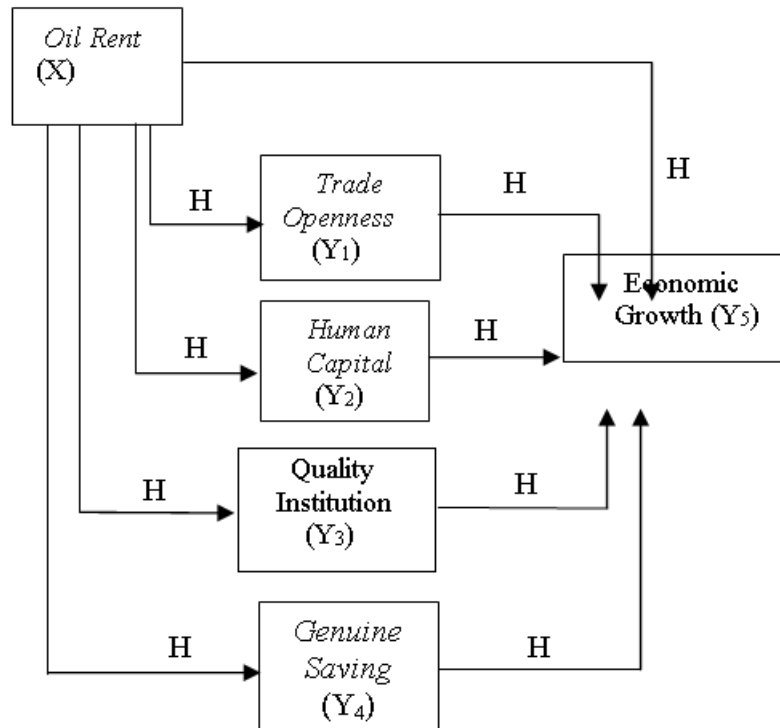 Oil Rent
(X)
H
H
Trade
Openness
(Y₁)
H
H
Economic
Growth (Y₅)
H
Human
Capital
(Y₂)
H
H
Quality
Institution
(Y₃)
H
H
Genuine
Saving
(Y₄)
H